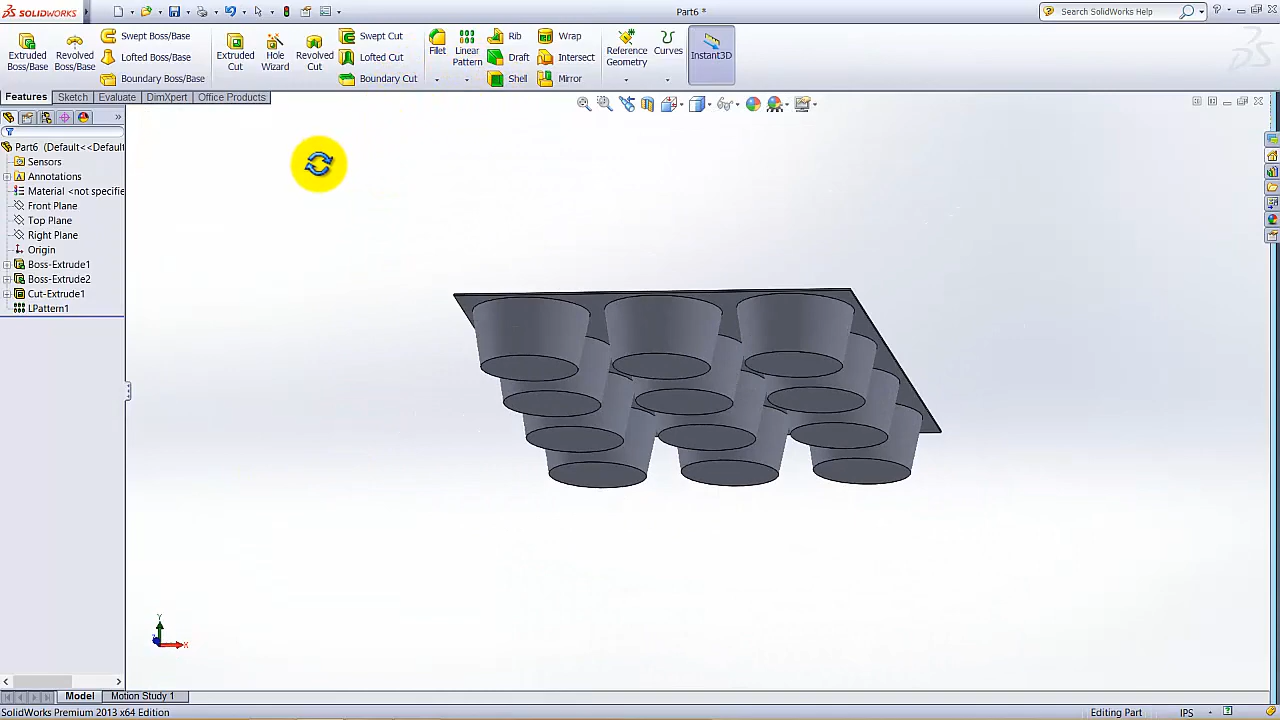 SOLIDWORKS
Part6 *
Search SolidWorks Help
Extruded Boss/Base
Revolved Boss/Base
Swept Boss/Base
Lofted Boss/Base
Boundary Boss/Base
Extruded Cut
Hole Wizard
Revolved Cut
Swept Cut
Lofted Cut
Boundary Cut
Fillet
Linear Pattern
Rib
Draft
Shell
Wrap
Intersect
Mirror
Reference Geometry
Curves
Instant3D
Features
Sketch
Evaluate
DimXpert
Office Products
Part6 (Default<<Default
Sensors
Annotations
Material <not specifie
Front Plane
Top Plane
Right Plane
Origin
Boss-Extrude1
Boss-Extrude2
Cut-Extrude1
LPattern1
Y
X
Model
Motion Study 1
SolidWorks Premium 2013 x64 Edition
Editing Part
IPS